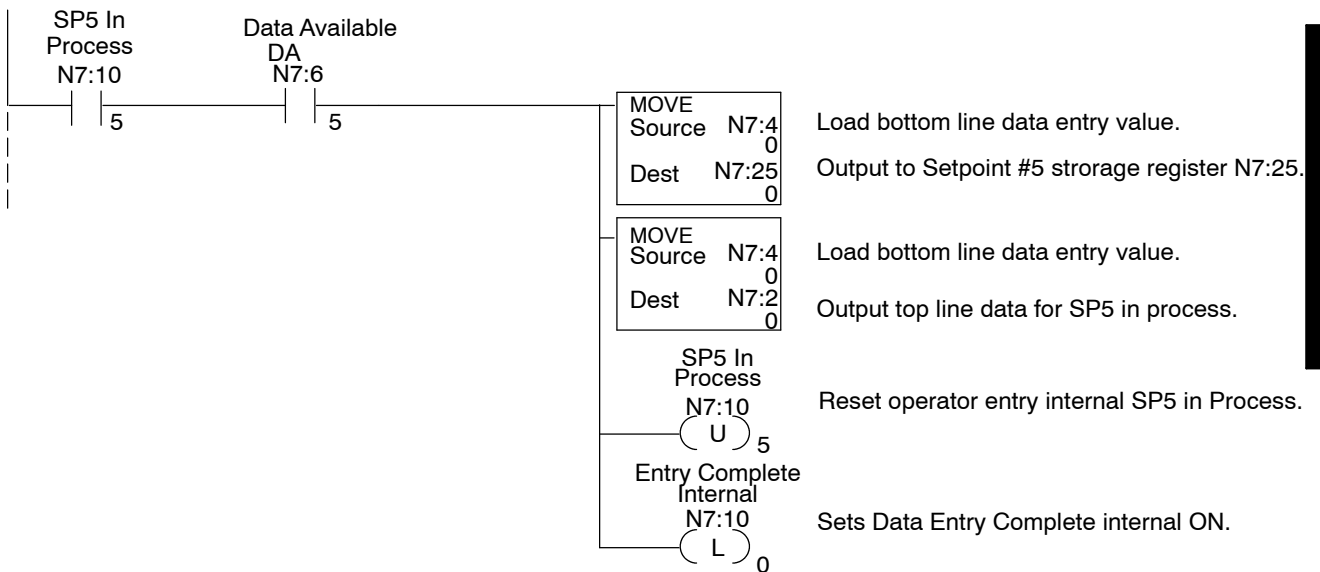 SP5 In
Process
N7:10
5
Data Available
DA
N7:6
5
MOVE
Source N7:4
0
Dest N7:25
0
Load bottom line data entry value.
Output to Setpoint #5 strorage register N7:25.
MOVE
Source N7:4
0
Dest N7:2
0
Load bottom line data entry value.
Output top line data for SP5 in process.
SP5 In
Process
N7:10
U
5
Reset operator entry internal SP5 in Process.
Entry Complete
Internal
N7:10
L
0
Sets Data Entry Complete internal ON.